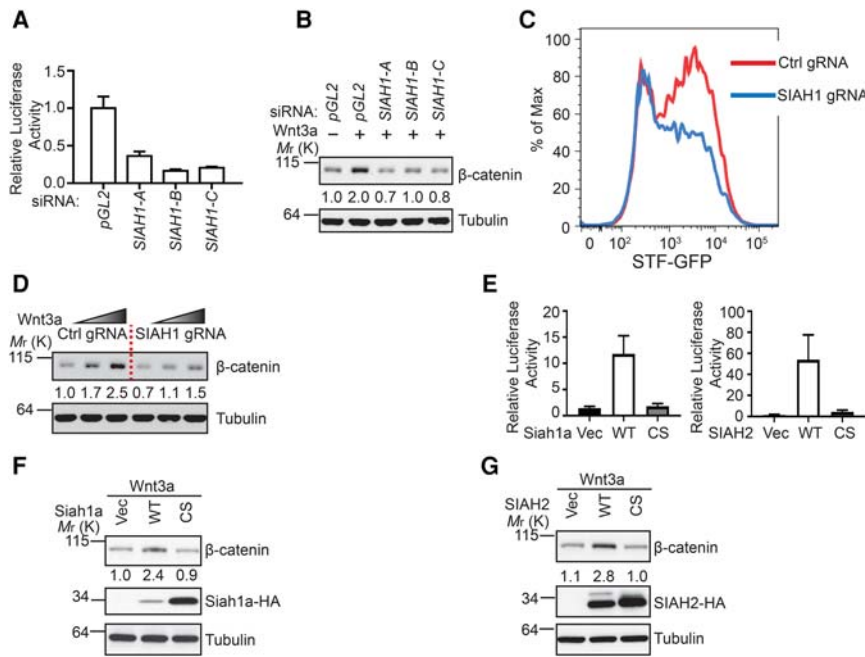 A
Relative Luciferase
Activity
1.5
1.0
0.5
0.0
siRNA:
pGL2
SIAH1-A
SIAH1-B
SIAH1-C
B
siRNA:
pGL2
pGL2
SIAH1-A
SIAH1-B
SIAH1-C
Wnt3a − + + + +
Mr (K)
115
β-catenin
1.0 2.0 0.7 1.0 0.8
64
Tubulin
C
% of Max
100
80
60
40
20
0
0 10² 10³ 10⁴ 10⁵
STF-GFP
Ctrl gRNA
SIAH1 gRNA
D
Wnt3a
Mr (K) Ctrl gRNA SIAH1 gRNA
115
β-catenin
1.0 1.7 2.5 0.7 1.1 1.5
64
Tubulin
E
Relative Luciferase
Activity
20
15
10
5
0
Siah1a Vec WT CS
Relative Luciferase
Activity
100
80
60
40
20
0
SIAH2 Vec WT CS
F
Wnt3a
Siah1a
Vec
WT
CS
Mr (K)
115
β-catenin
1.0 2.4 0.9
34
Siah1a-HA
64
Tubulin
G
Wnt3a
SIAH2
Vec
WT
CS
Mr (K)
115
β-catenin
1.1 2.8 1.0
34
SIAH2-HA
64
Tubulin